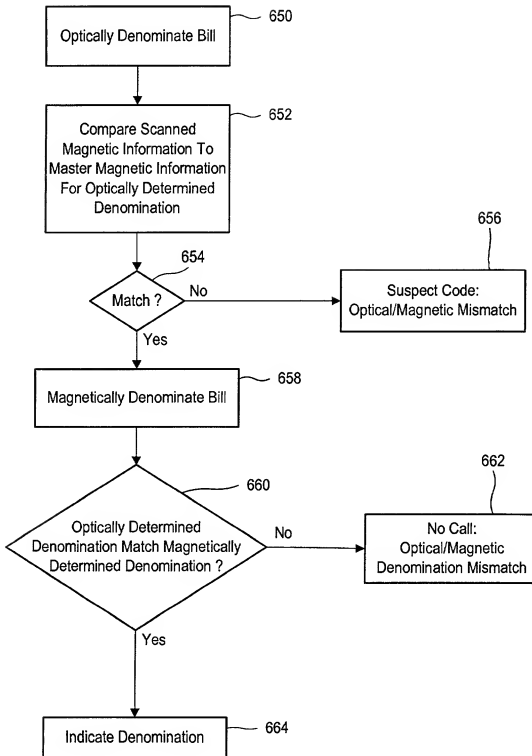 Optically Denominate Bill
650
Compare Scanned
Magnetic Information To
Master Magnetic Information
For Optically Determined
Denomination
652
Match ?
654
No
Suspect Code:
Optical/Magnetic Mismatch
656
Yes
Magnetically Denominate Bill
658
Optically Determined
Denomination Match Magnetically
Determined Denomination ?
660
No
No Call:
Optical/Magnetic
Denomination Mismatch
662
Yes
Indicate Denomination
664